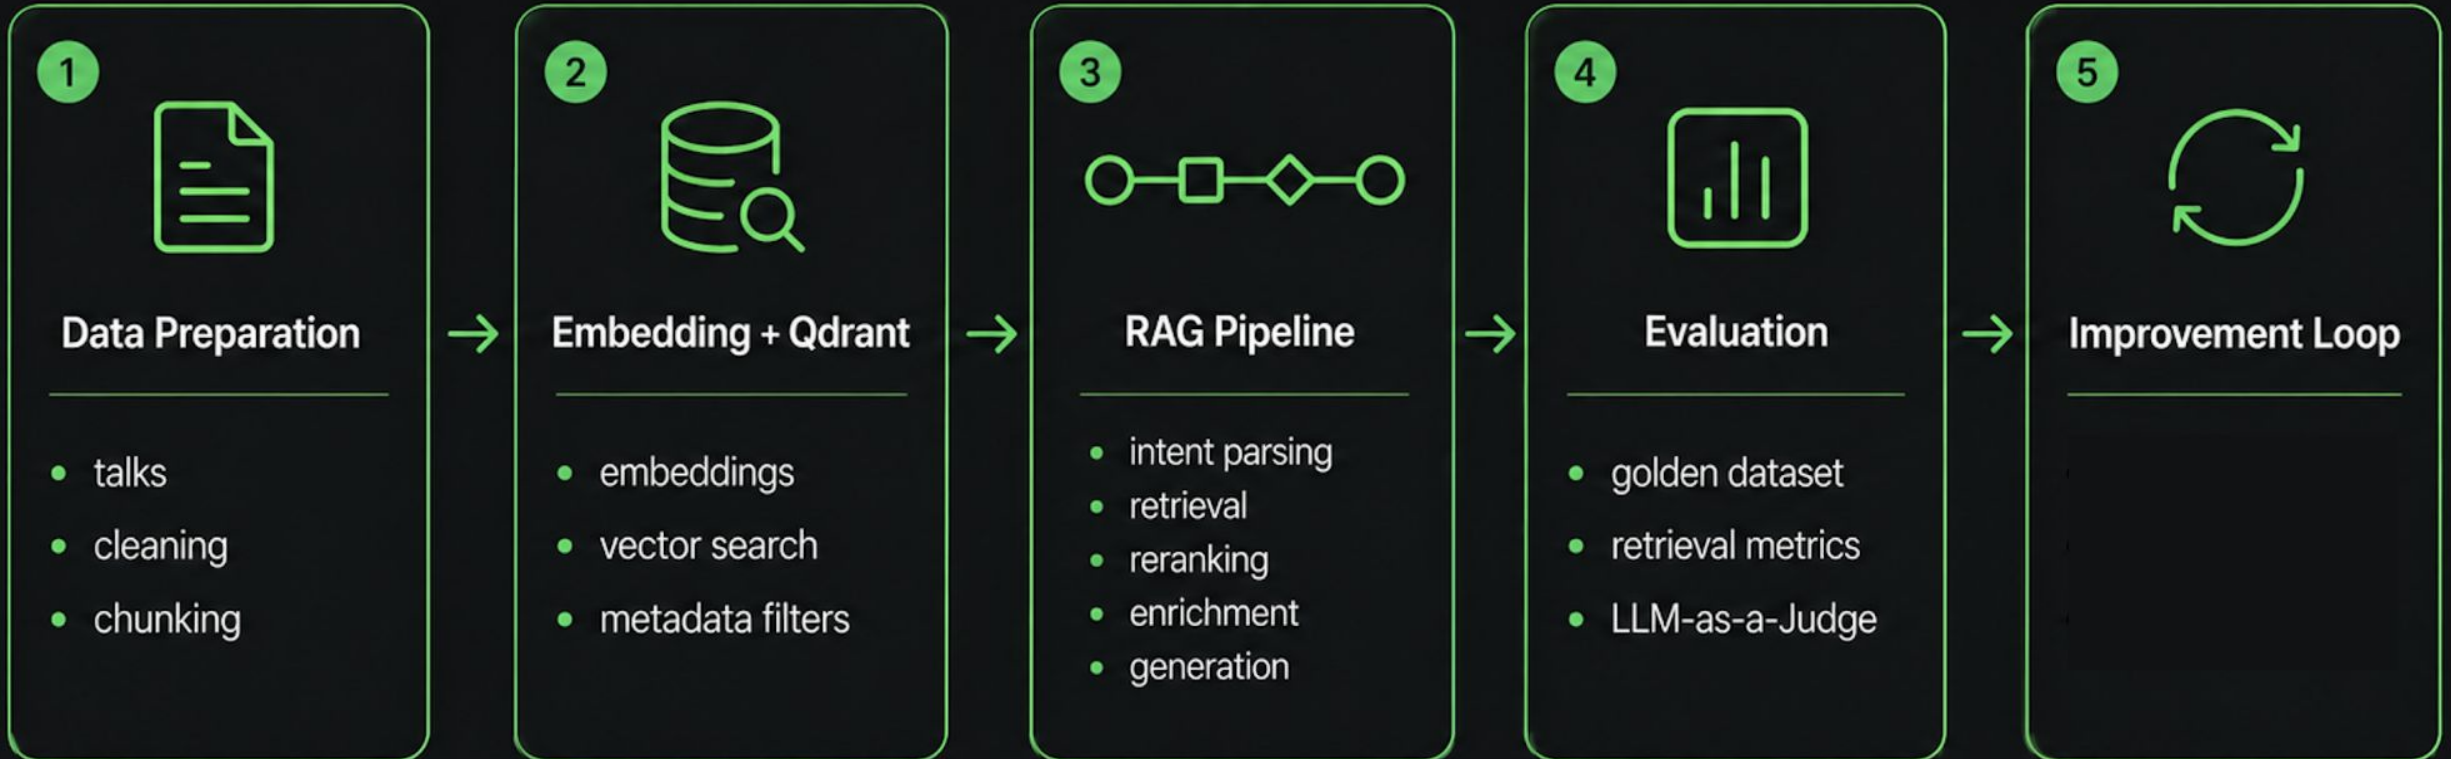 1
Data Preparation
talks
cleaning
chunking
2
Embedding + Qdrant
embeddings
vector search
metadata filters
3
RAG Pipeline
intent parsing
retrieval
reranking
enrichment
generation
4
Evaluation
golden dataset
retrieval metrics
LLM-as-a-Judge
5
Improvement Loop